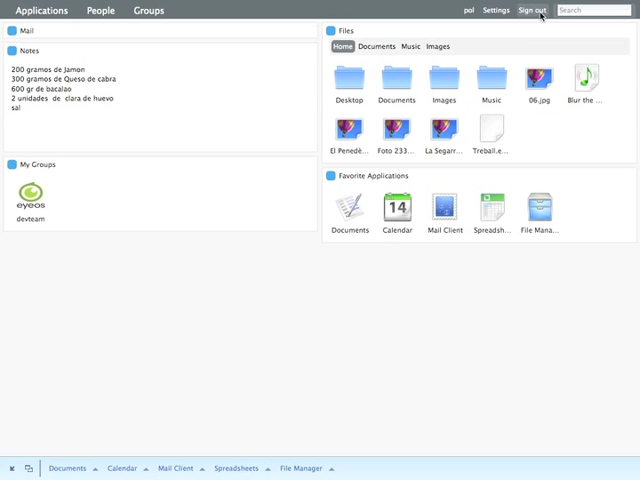 Applications People Groups pol Settings Sign out Search
Mail
Notes
200 gramos de Jamon
300 gramos de Queso de cabra
600 gr de bacalao
2 unidades de clara de huevo
sal
My Groups
eyeos
devteam
Files
Home Documents Music Images
Desktop Documents Images Music 06.jpg Blur the ...
El Penedè... Foto 233... La Segarr... Treball.e...
Favorite Applications
14
Documents Calendar Mail Client Spreadsh... File Mana...
Documents Calendar Mail Client Spreadsheets File Manager